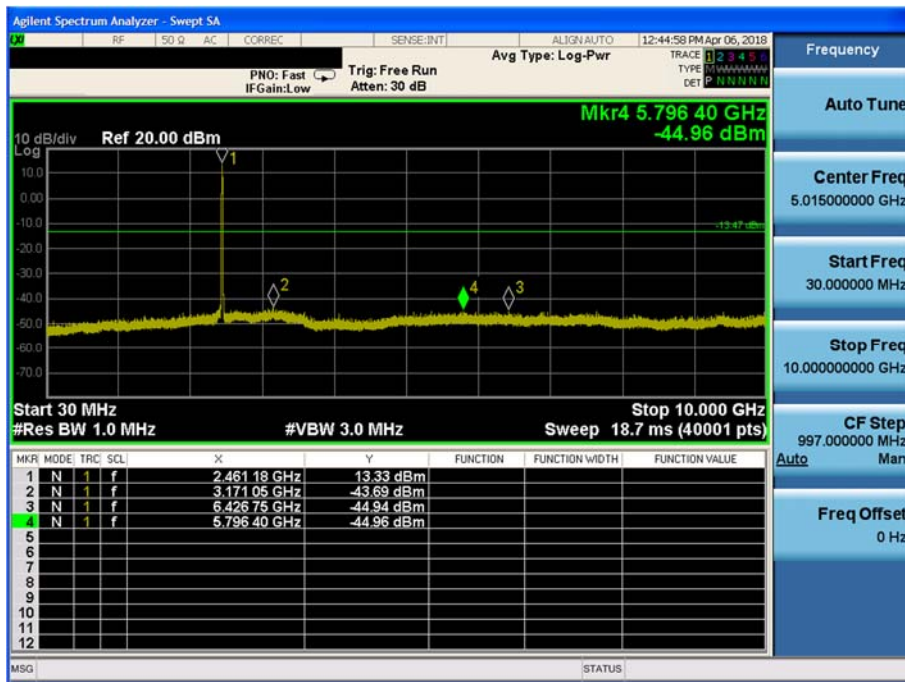 Agilent Spectrum Analyzer - Swept SA
RF 50 Ω AC CORREC SENSE:INT ALIGN AUTO 12:44:58 PM Apr 06, 2018
Frequency
Avg Type: Log-Pwr TRACE 1 2 3 4 5 6
PNO: Fast Trig: Free Run TYPE M W W W W W
IFGain:Low Atten: 30 dB DET P N N N N N
Auto Tune
Mkr4 5.796 40 GHz
10 dB/div Ref 20.00 dBm -44.96 dBm
Log
1
10.0
0.00
-10.0
-13.47 dBm
-20.0
-30.0
2 4 3
-40.0
-50.0
-60.0
-70.0
Start 30 MHz Stop 10.000 GHz
#Res BW 1.0 MHz #VBW 3.0 MHz Sweep 18.7 ms (40001 pts)
Center Freq
5.015000000 GHz
Start Freq
30.000000 MHz
Stop Freq
10.000000000 GHz
CF Step
997.000000 MHz
Auto Man
Freq Offset
0 Hz
MKR MODE TRC SCL X Y FUNCTION FUNCTION WIDTH FUNCTION VALUE
1 N 1 f 2.461 18 GHz 13.33 dBm
2 N 1 f 3.171 05 GHz -43.69 dBm
3 N 1 f 6.426 75 GHz -44.94 dBm
4 N 1 f 5.796 40 GHz -44.96 dBm
5
6
7
8
9
10
11
12
MSG STATUS